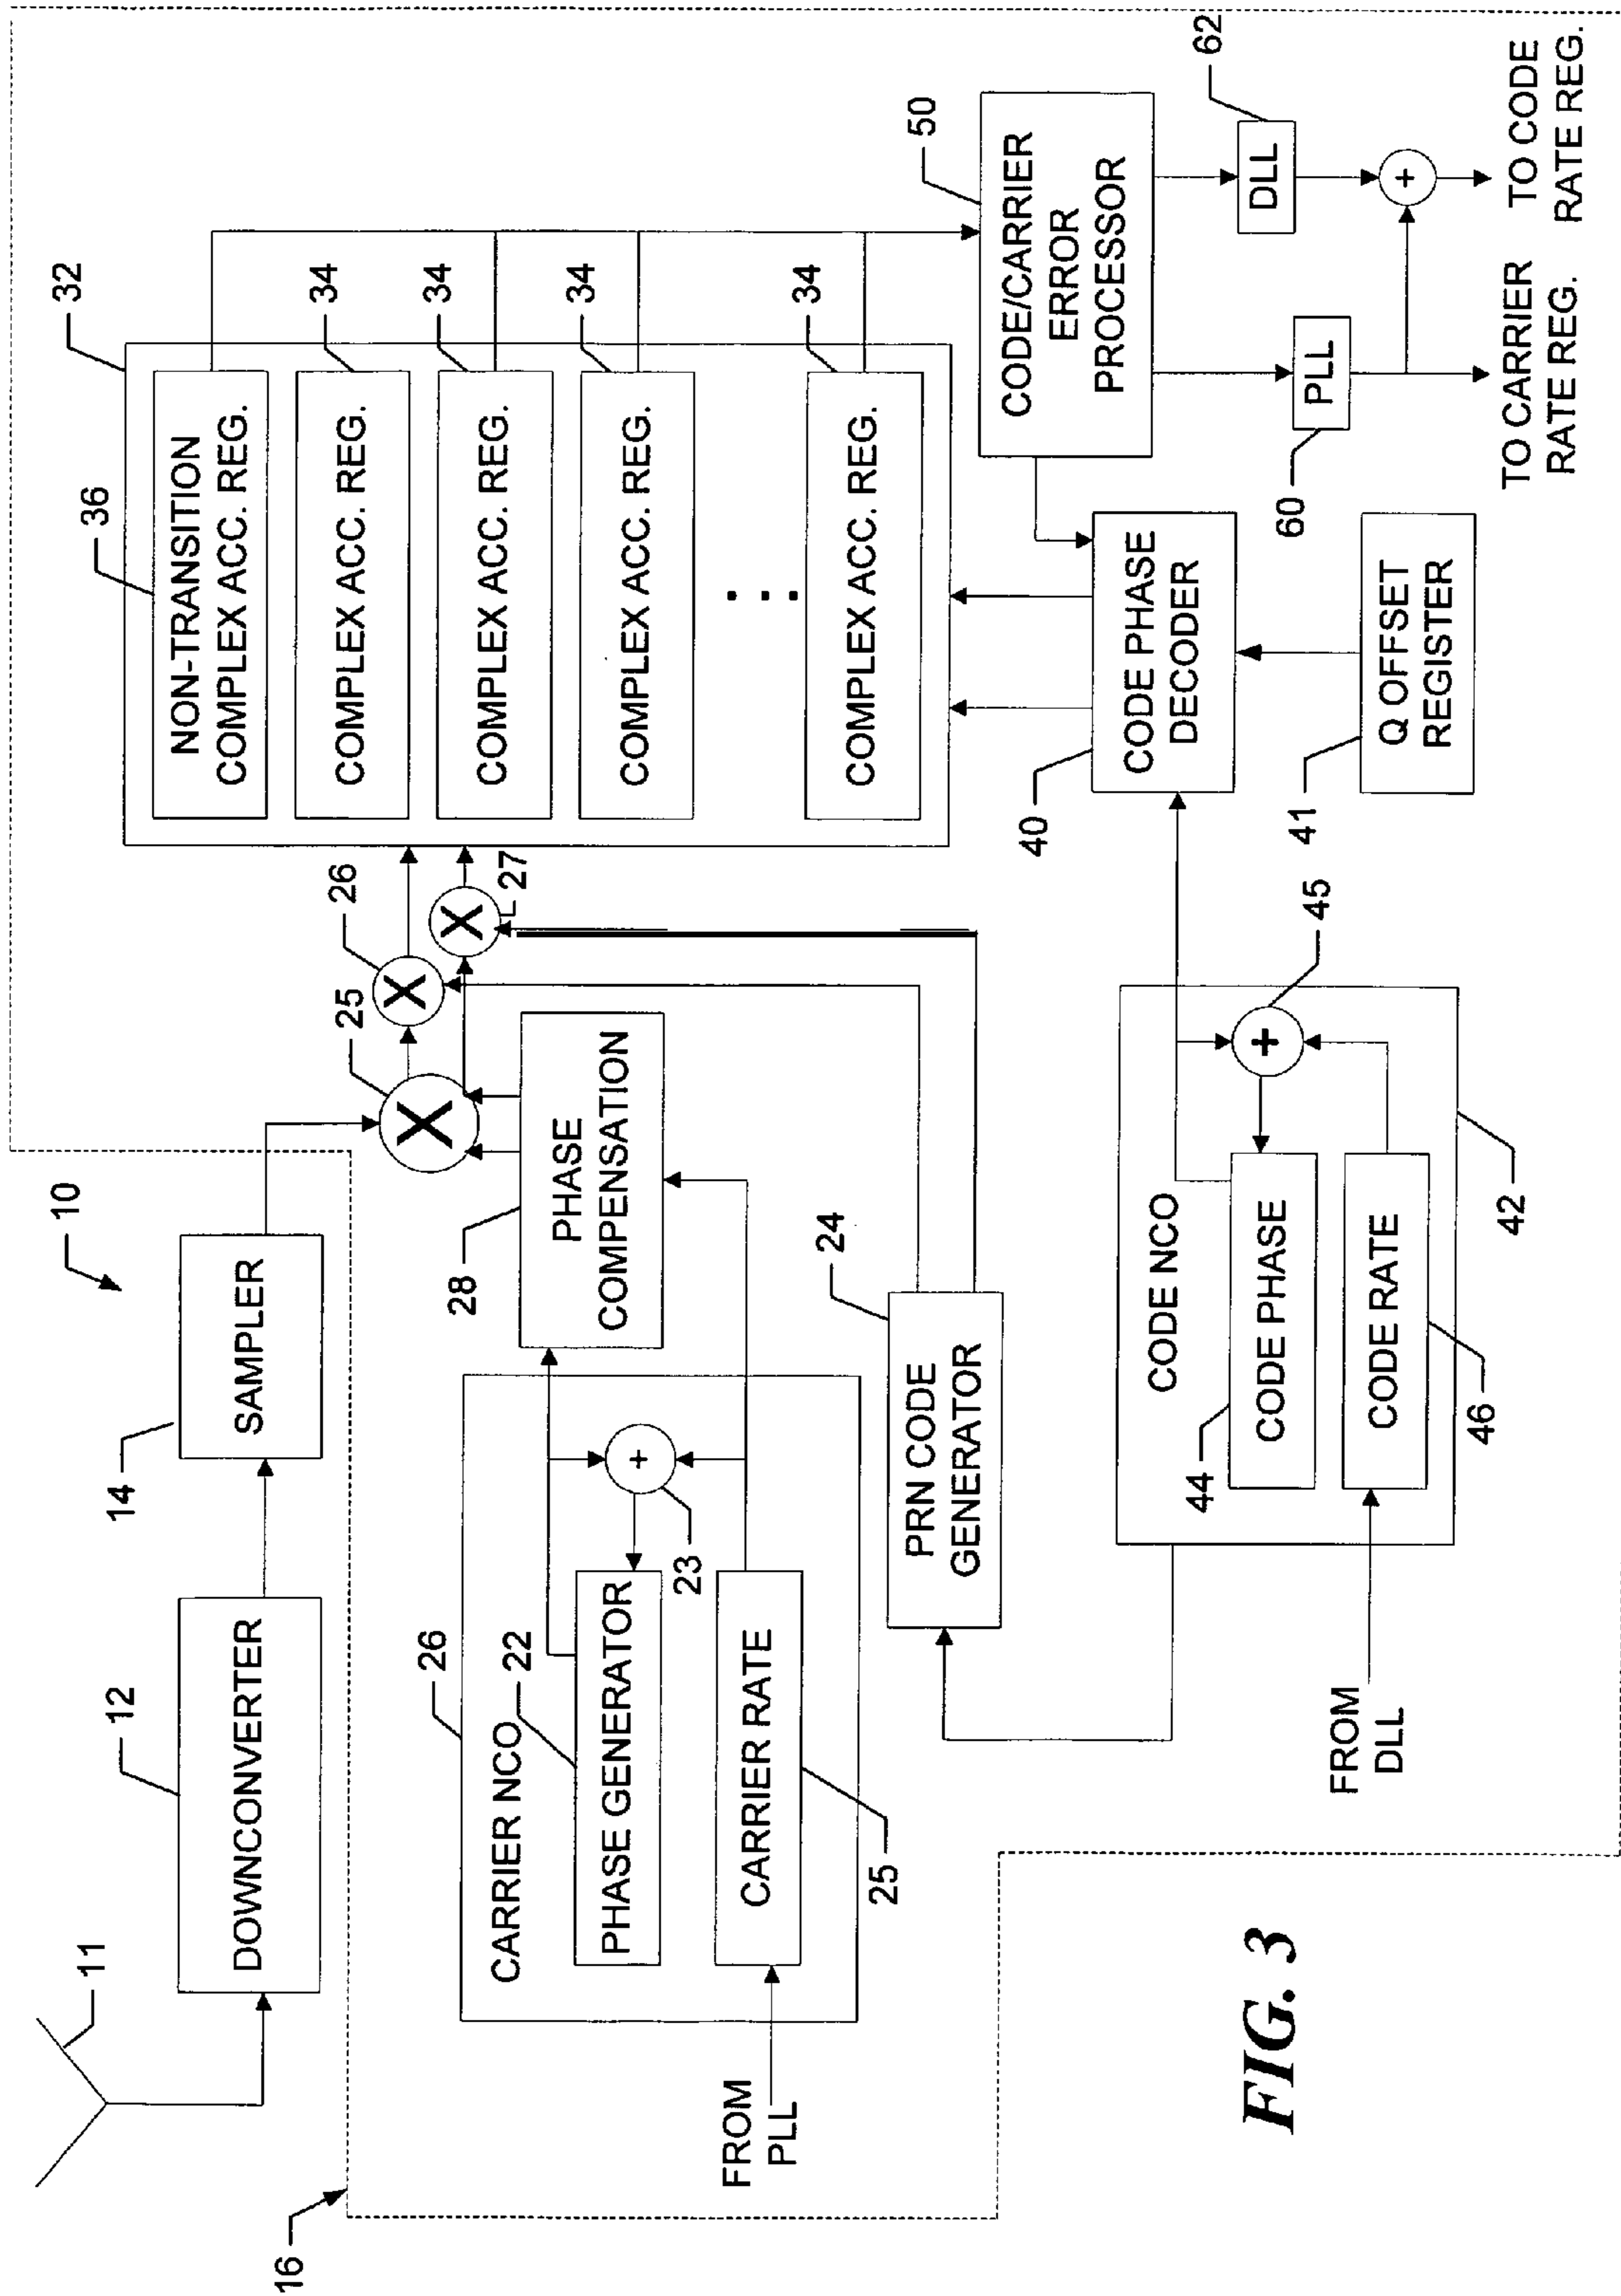 10
11
12
DOWNCONVERTER
14
SAMPLER
16
25
26
27
32
36
NON-TRANSITION
COMPLEX ACC. REG.
34
COMPLEX ACC. REG.
34
COMPLEX ACC. REG.
34
COMPLEX ACC. REG.
34
COMPLEX ACC. REG.
26
CARRIER NCO
22
PHASE GENERATOR
23
+
CARRIER RATE
25
FROM
PLL
28
PHASE
COMPENSATION
X
X
X
24
PRN CODE
GENERATOR
40
CODE PHASE
DECODER
41
Q OFFSET
REGISTER
50
CODE/CARRIER
ERROR
PROCESSOR
60
PLL
62
DLL
+
TO CARRIER
RATE REG.
TO CODE
RATE REG.
CODE NCO
42
44
CODE PHASE
45
+
CODE RATE
46
FROM
DLL
FIG. 3